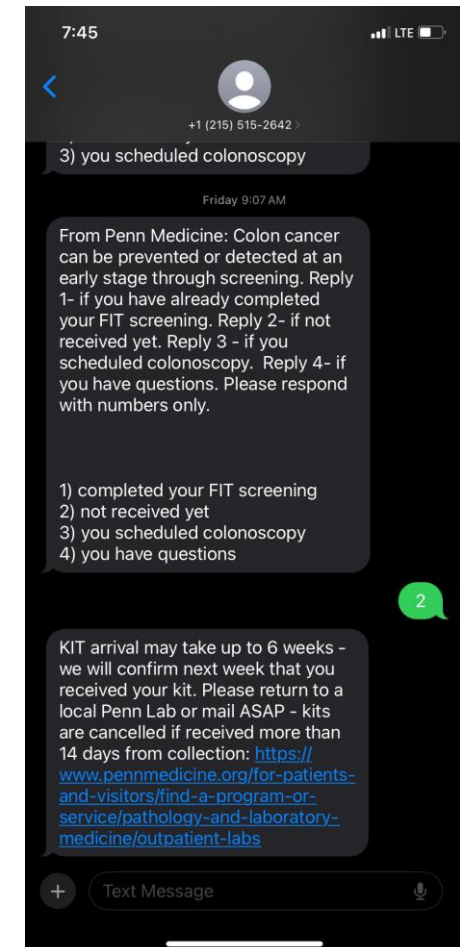 7:45
LTE
+1 (215) 515-2642 >
3) you scheduled colonoscopy
Friday 9:07 AM
From Penn Medicine: Colon cancer
can be prevented or detected at an
early stage through screening. Reply
1- if you have already completed
your FIT screening. Reply 2- if not
received yet. Reply 3 - if you
scheduled colonoscopy. Reply 4- if
you have questions. Please respond
with numbers only.
1) completed your FIT screening
2) not received yet
3) you scheduled colonoscopy
4) you have questions
2
KIT arrival may take up to 6 weeks -
we will confirm next week that you
received your kit. Please return to a
local Penn Lab or mail ASAP - kits
are cancelled if received more than
14 days from collection: https://
www.pennmedicine.org/for-patients-
and-visitors/find-a-program-or-
service/pathology-and-laboratory-
medicine/outpatient-labs
Text Message